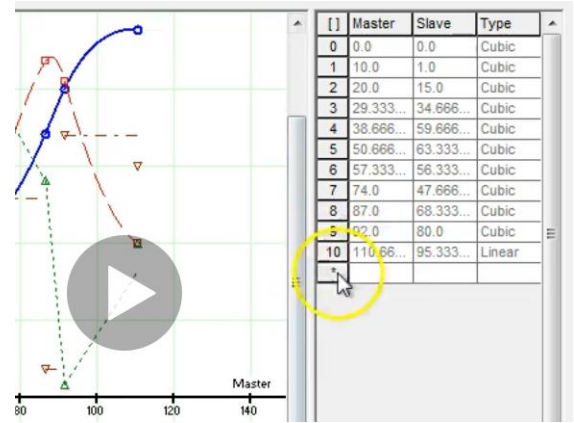 [ ] Master Slave Type
0 0.0 0.0 Cubic
1 10.0 1.0 Cubic
2 20.0 15.0 Cubic
3 29.333... 34.666... Cubic
4 38.666... 59.666... Cubic
5 50.666... 63.333... Cubic
6 57.333... 56.333... Cubic
7 74.0 47.666... Cubic
8 87.0 68.333... Cubic
9 92.0 80.0 Cubic
10 110.66... 95.333... Linear
*
Master
80 100 120 140